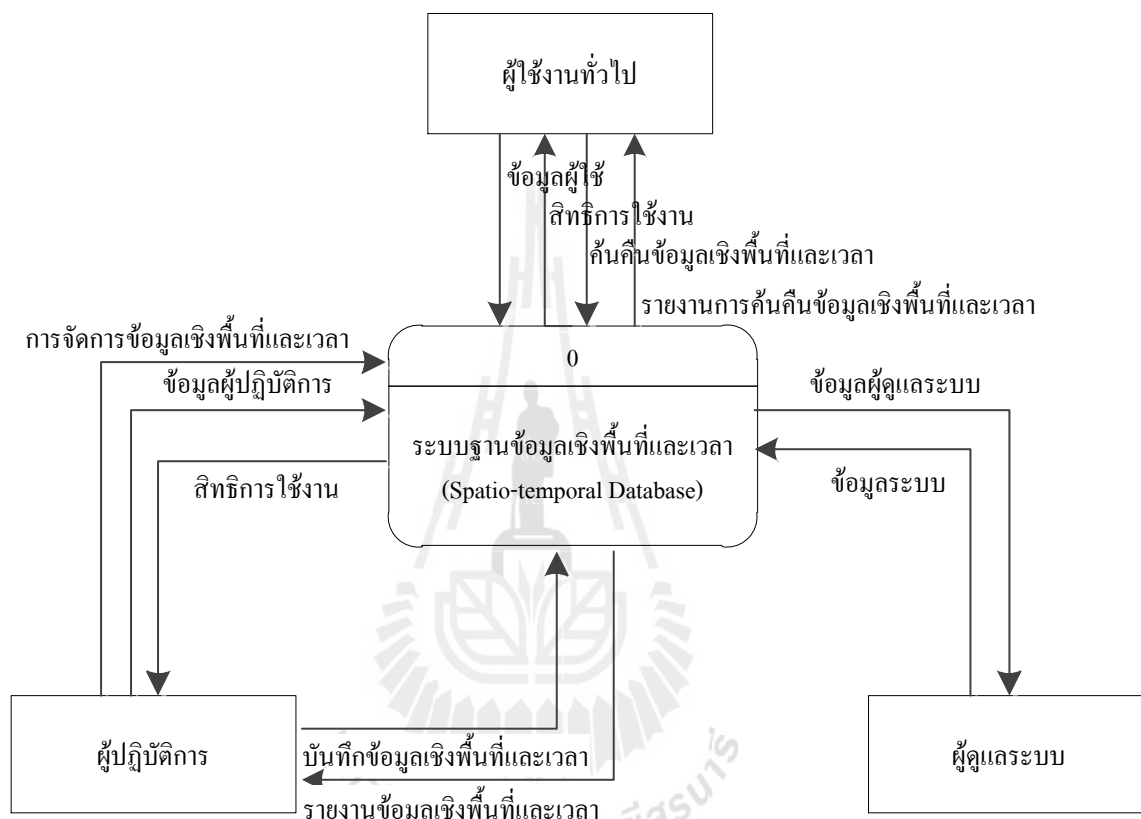 ผู้ใช้งานทั่วไป
ข้อมูลผู้ใช้
สิทธิการใช้งาน
ค้นคืนข้อมูลเชิงพื้นที่และเวลา
รายงานการค้นคืนข้อมูลเชิงพื้นที่และเวลา
การจัดการข้อมูลเชิงพื้นที่และเวลา
0
ข้อมูลผู้ปฏิบัติการ
ข้อมูลผู้ดูแลระบบ
ระบบฐานข้อมูลเชิงพื้นที่และเวลา
(Spatio-temporal Database)
สิทธิการใช้งาน
ข้อมูลระบบ
ผู้ปฏิบัติการ
บันทึกข้อมูลเชิงพื้นที่และเวลา
รายงานข้อมูลเชิงพื้นที่และเวลา
ผู้ดูแลระบบ